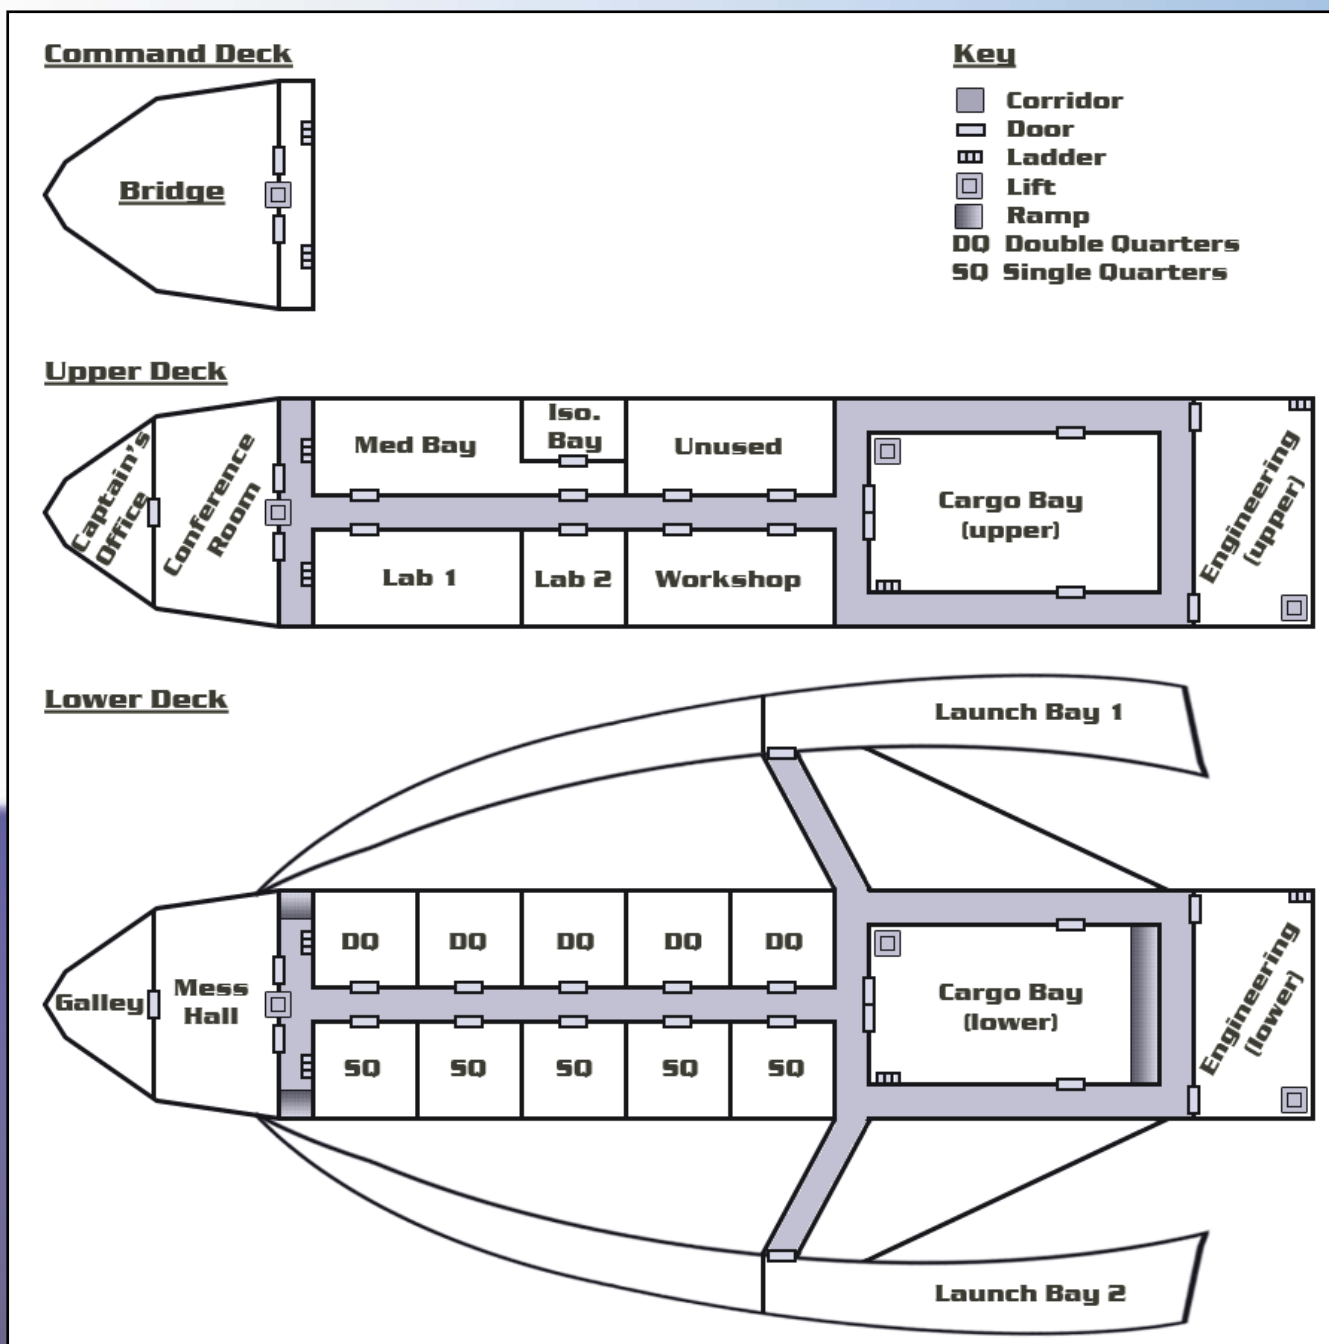 Command Deck
Bridge
Key
Corridor
Door
Ladder
Lift
Ramp
DQ Double Quarters
SQ Single Quarters
Upper Deck
Captain's
Office
Conference
Room
Med Bay
Iso.
Bay
Unused
Lab 1
Lab 2
Workshop
Cargo Bay
(upper)
Engineering
(upper)
Lower Deck
Launch Bay 1
Galley
Mess
Hall
DQ DQ DQ DQ DQ
SQ SQ SQ SQ SQ
Cargo Bay
(lower)
Engineering
(lower)
Launch Bay 2